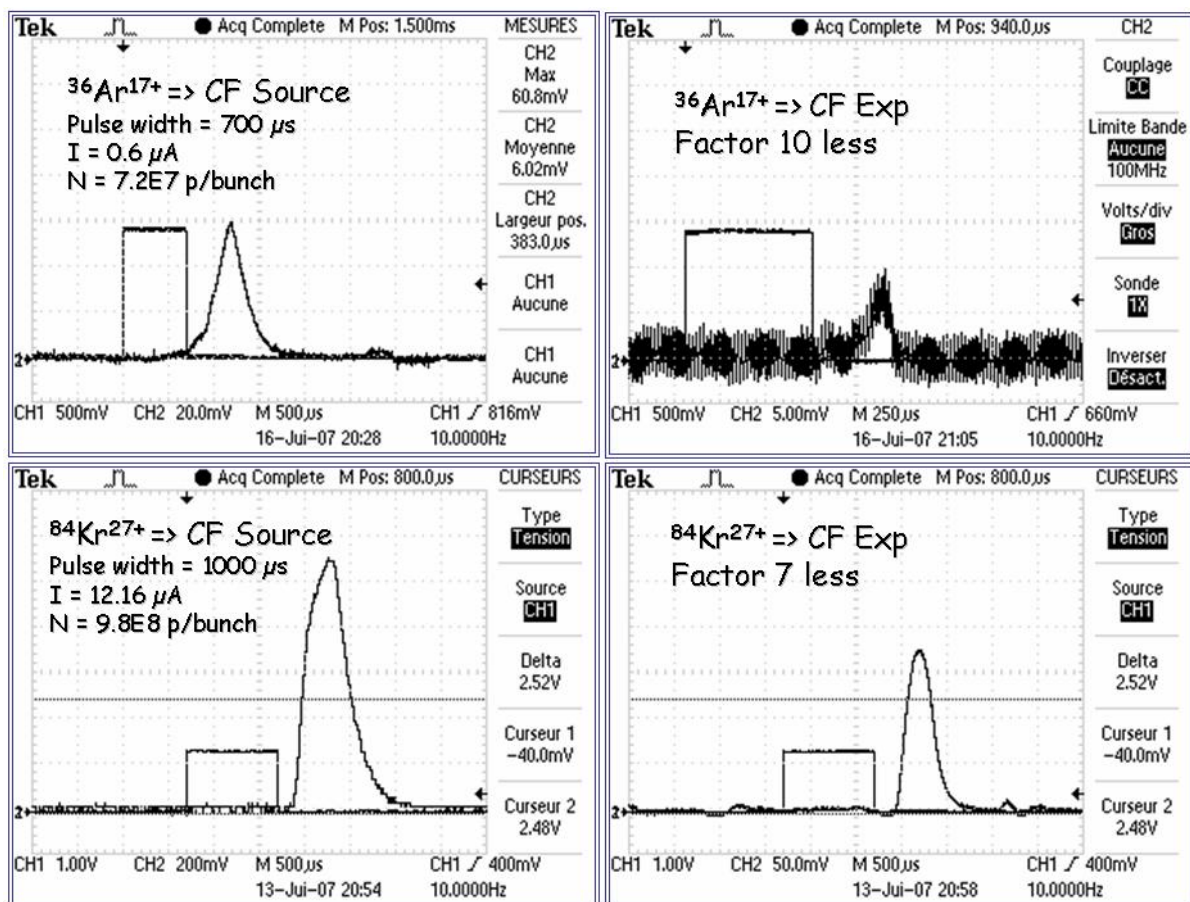 Tek Acq Complete M Pos: 1.500ms MESURES
³⁶Ar¹⁷⁺ => CF Source
Pulse width = 700 µs
I = 0.6 µA
N = 7.2E7 p/bunch
CH2
Max
60.8mV
CH2
Moyenne
6.02mV
CH2
Largeur pos.
383.0µs
CH1
Aucune
CH1
Aucune
2
CH1 500mV CH2 20.0mV M 500µs CH1 816mV
16-Jui-07 20:28 10.0000Hz
Tek Acq Complete M Pos: 940.0µs CH2
³⁶Ar¹⁷⁺ => CF Exp
Factor 10 less
Couplage
CC
Limite Bande
Aucune
100MHz
Volts/div
Gros
Sonde
1X
Inverser
Désact.
2
CH1 500mV CH2 5.00mV M 250µs CH1 660mV
16-Jui-07 21:05 10.0000Hz
Tek Acq Complete M Pos: 800.0µs CURSEURS
⁸⁴Kr²⁷⁺ => CF Source
Pulse width = 1000 µs
I = 12.16 µA
N = 9.8E8 p/bunch
Type
Tension
Source
CH1
Delta
2.52V
Curseur 1
-40.0mV
Curseur 2
2.48V
2
CH1 1.00V CH2 200mV M 500µs CH1 400mV
13-Jui-07 20:54 10.0000Hz
Tek Acq Complete M Pos: 800.0µs CURSEURS
⁸⁴Kr²⁷⁺ => CF Exp
Factor 7 less
Type
Tension
Source
CH1
Delta
2.52V
Curseur 1
-40.0mV
Curseur 2
2.48V
2
CH1 1.00V CH2 50.0mV M 500µs CH1 400mV
13-Jui-07 20:58 10.0000Hz